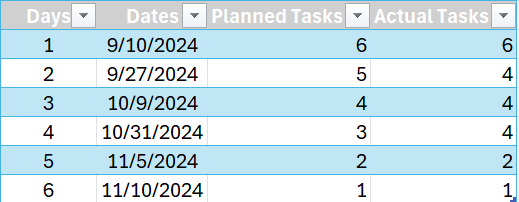 Days Dates Planned Tasks Actual Tasks
1 9/10/2024 6 6
2 9/27/2024 5 4
3 10/9/2024 4 4
4 10/31/2024 3 4
5 11/5/2024 2 2
6 11/10/2024 1 1